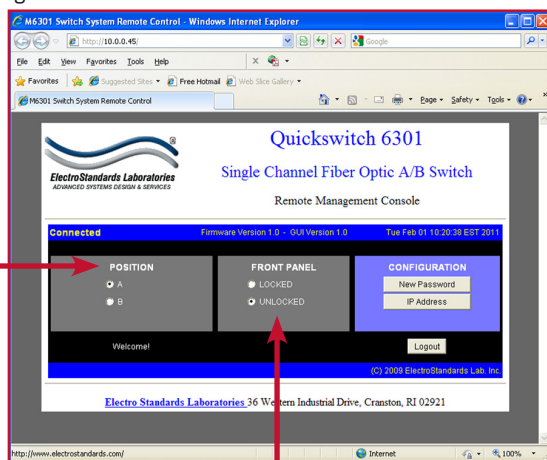 M6301 Switch System Remote Control - Windows Internet Explorer
http://10.0.0.45/
Google
File Edit View Favorites Tools Help
Favorites Suggested Sites Free Hotmail Web Slice Gallery
M6301 Switch System Remote Control
Page Safety Tools
ElectroStandards Laboratories
ADVANCED SYSTEMS DESIGN & SERVICES
Quickswitch 6301
Single Channel Fiber Optic A/B Switch
Remote Management Console
Connected Firmware Version 1.0 - GUI Version 1.0 Tue Feb 01 10:20:38 EST 2011
POSITION
A
B
FRONT PANEL
LOCKED
UNLOCKED
CONFIGURATION
New Password
IP Address
Welcome!
Logout
(C) 2009 ElectroStandards Lab. Inc.
Electro Standards Laboratories 36 Western Industrial Drive, Cranston, RI 02921
http://www.electrostandards.com/ Internet 100%